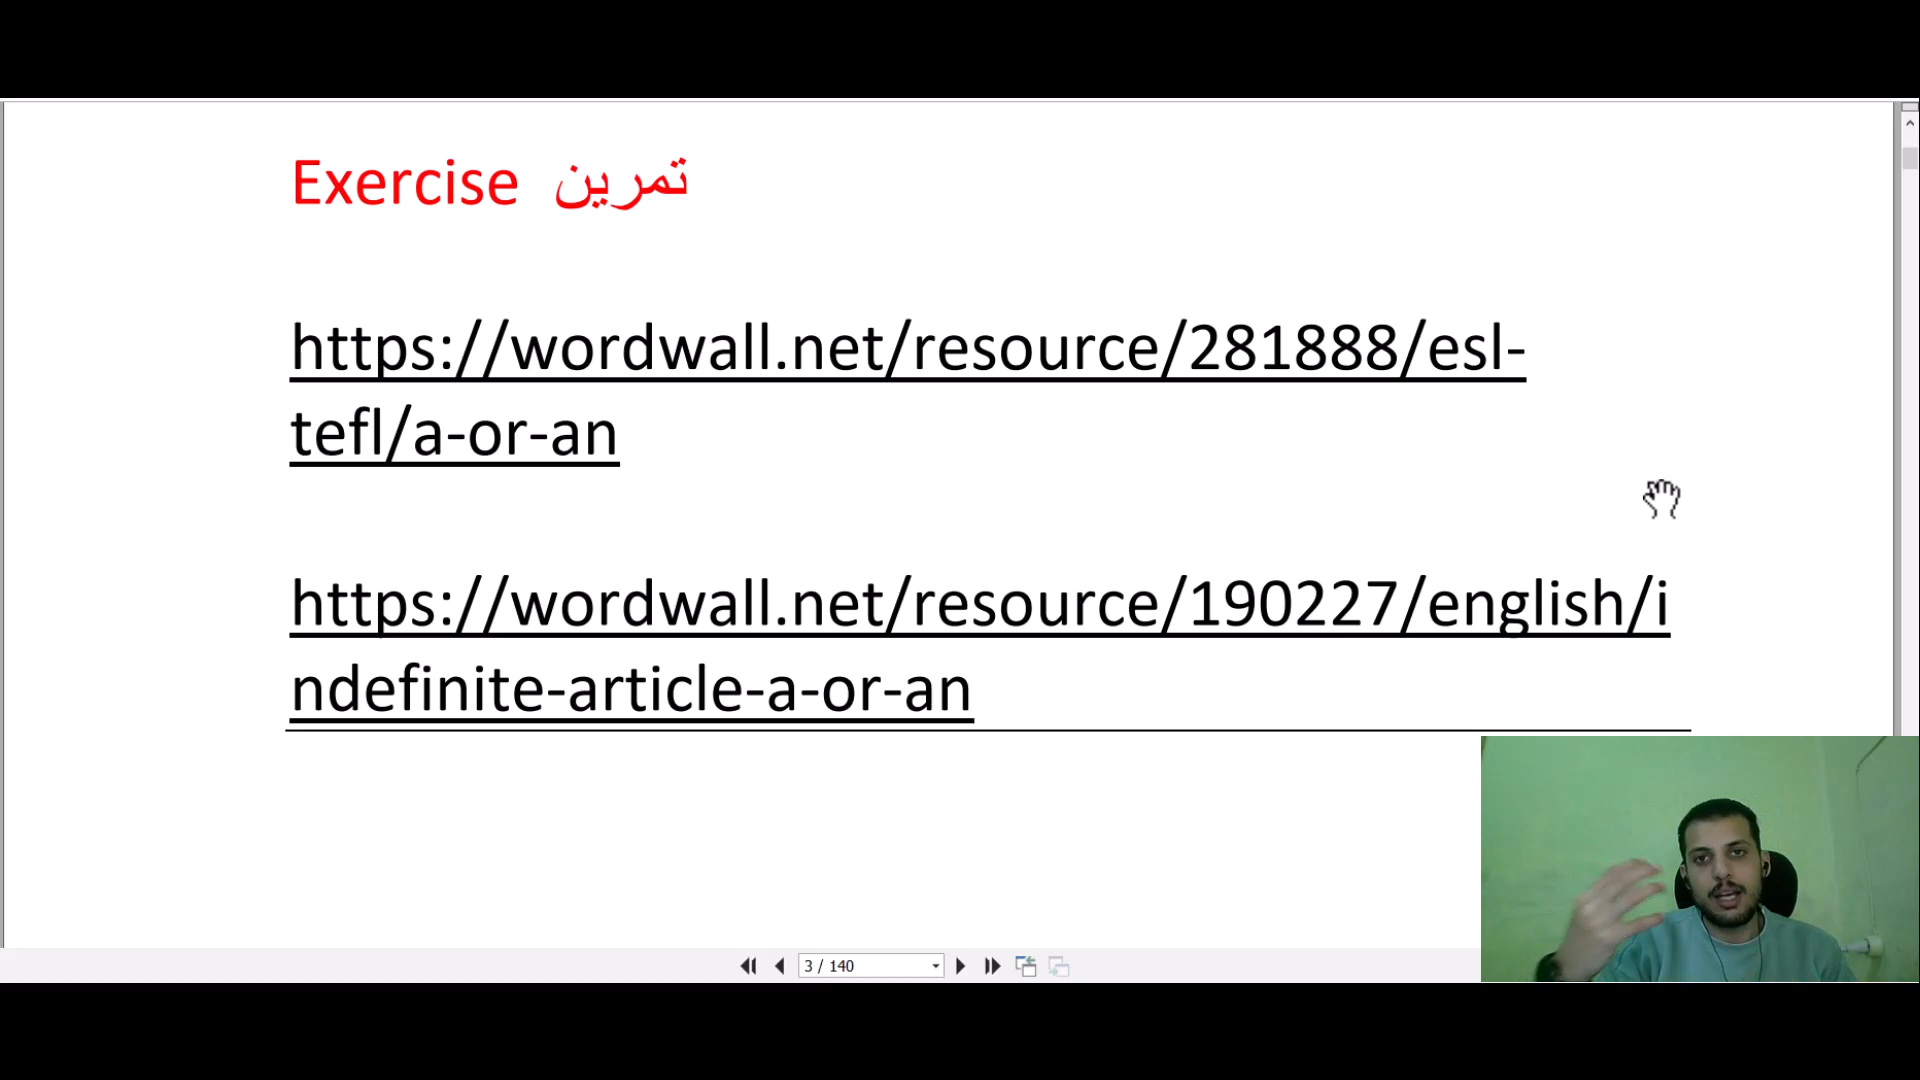 Exercise تمرين
https://wordwall.net/resource/281888/esl-
tefl/a-or-an
https://wordwall.net/resource/190227/english/i
ndefinite-article-a-or-an
3 / 140